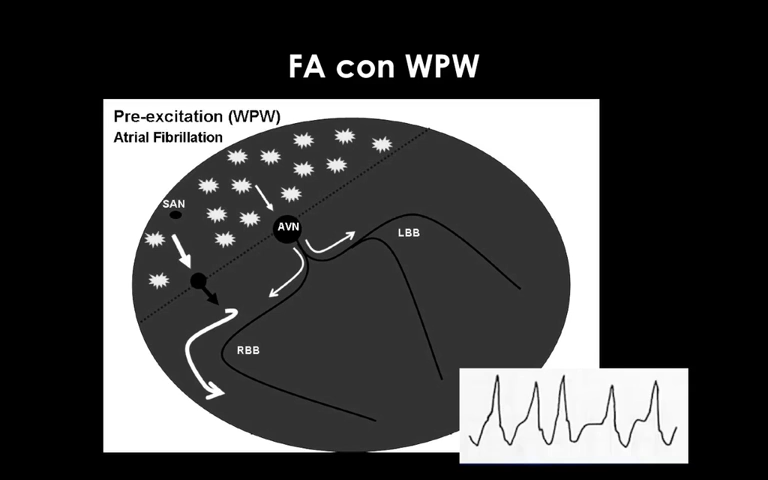 FA con WPW
Pre-excitation (WPW)
Atrial Fibrillation
SAN
AVN
LBB
RBB